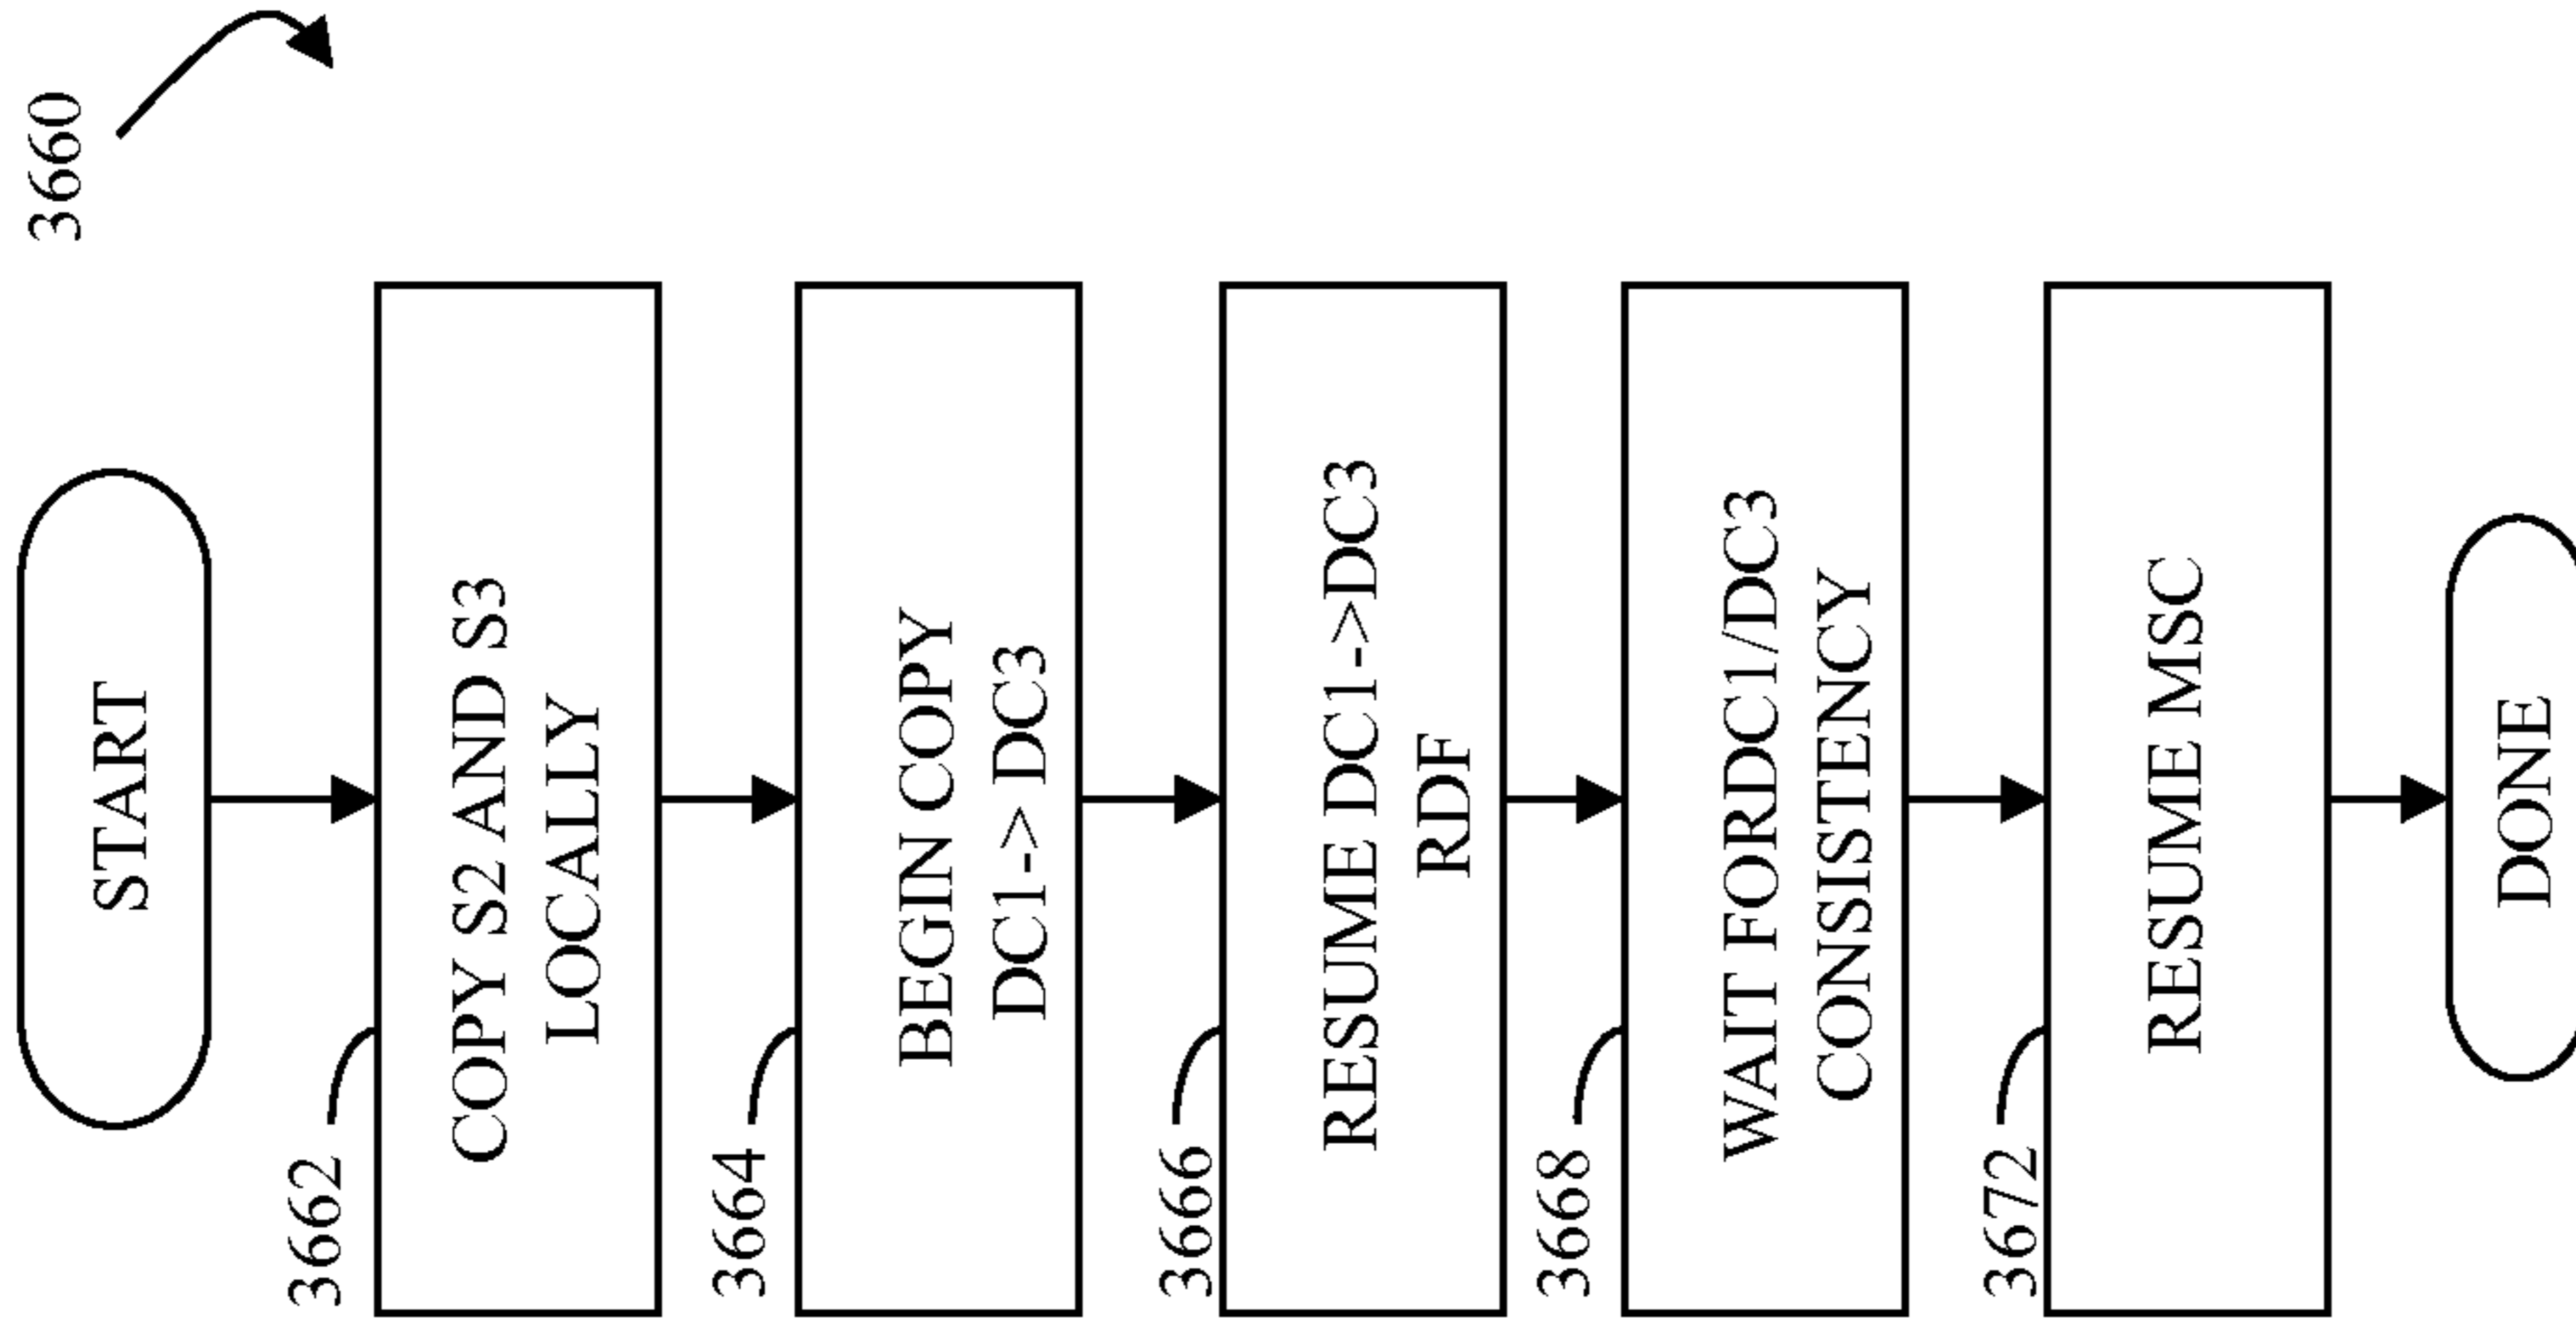 3660
START
3662
COPY S2 AND S3
LOCALLY
3664
BEGIN COPY
DC1-> DC3
3666
RESUME DC1->DC3
RDF
3668
WAIT FORDC1/DC3
CONSISTENCY
3672
RESUME MSC
DONE